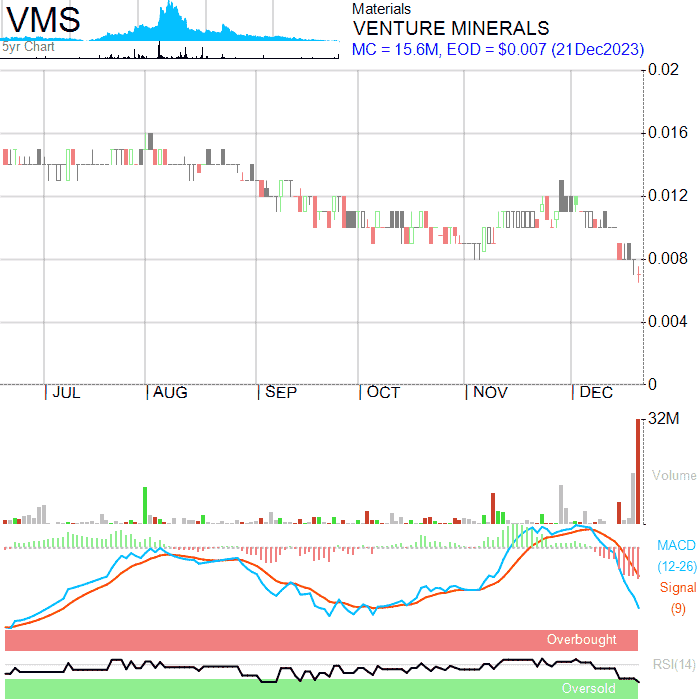 VMS
5yr Chart
Materials
VENTURE MINERALS
MC = 15.6M, EOD = $0.007 (21Dec2023)
0.02
0.016
0.012
0.008
0.004
0
JUL AUG SEP OCT NOV DEC
32M
Volume
MACD
(12-26)
Signal
(9)
Overbought
RSI(14)
Oversold